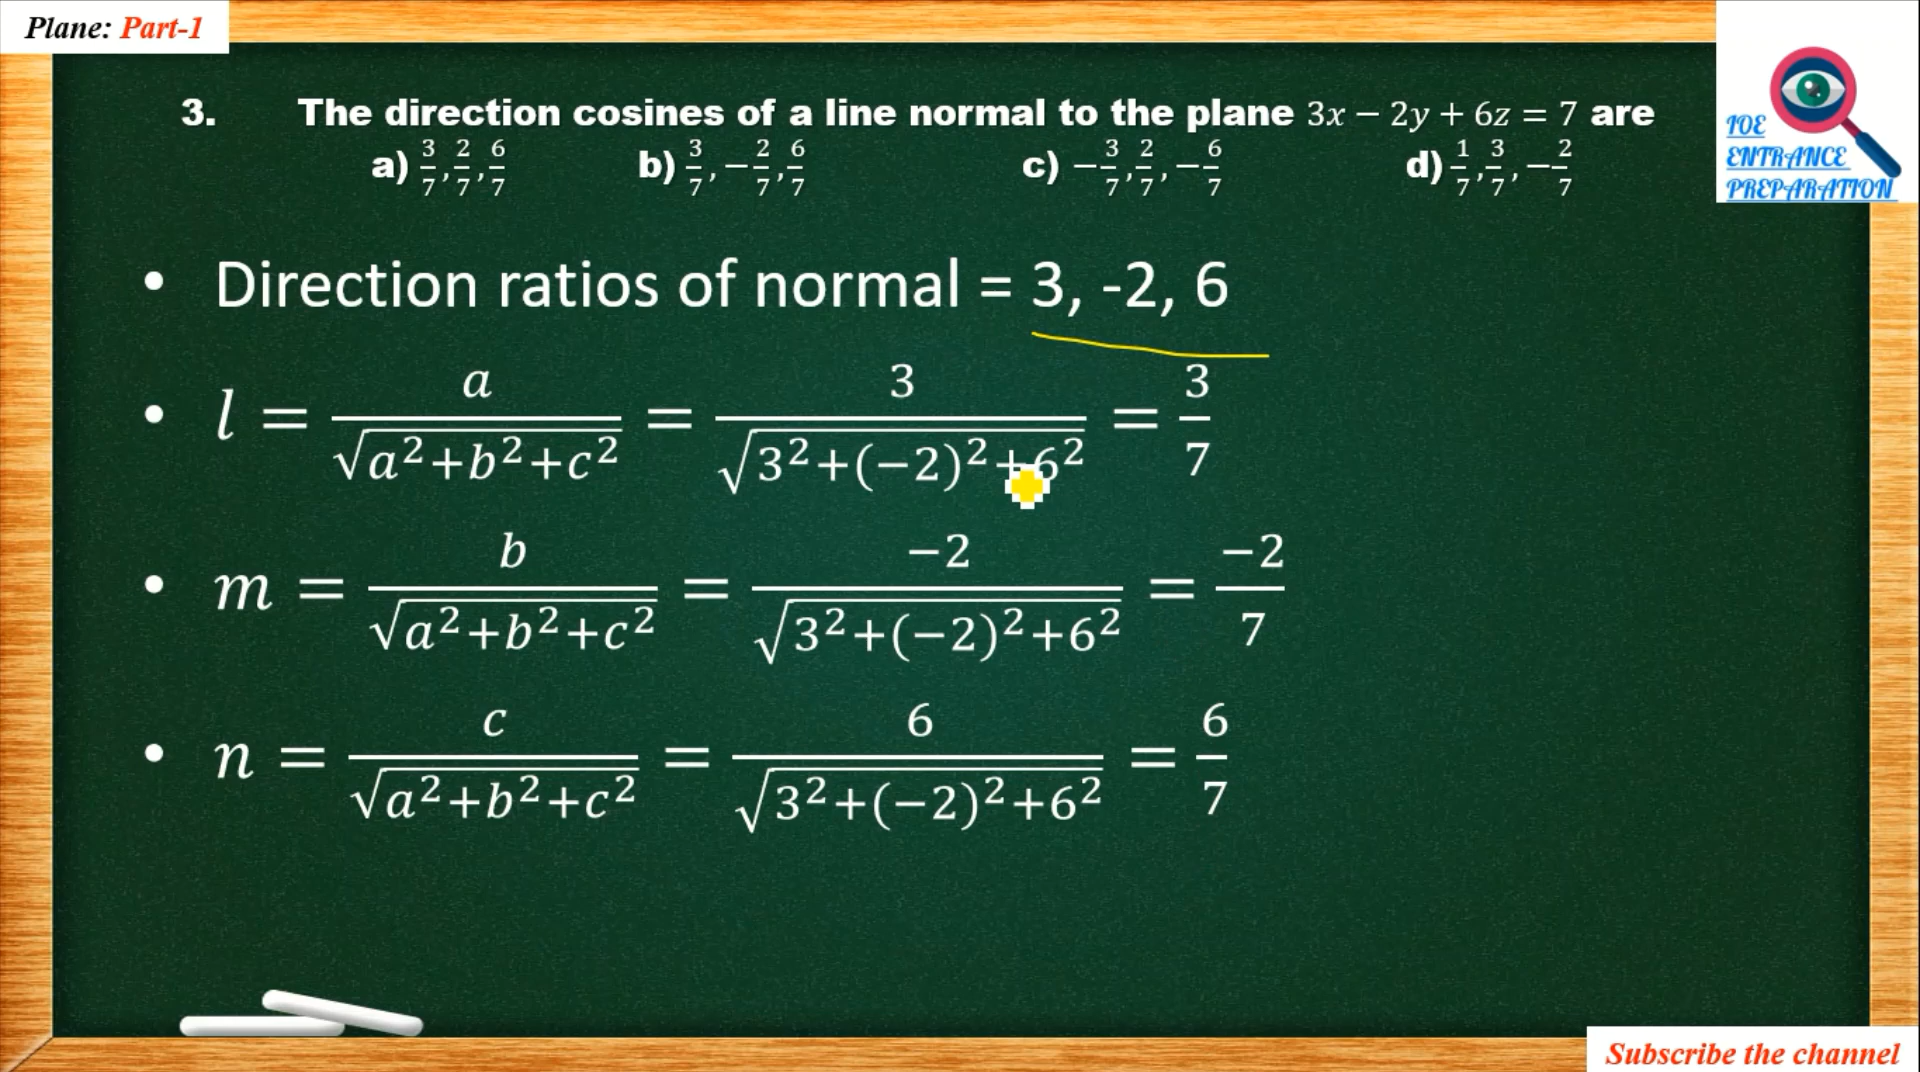 Plane: Part-1
3. The direction cosines of a line normal to the plane 3x − 2y + 6z = 7 are
a) 3/7, 2/7, 6/7 b) 3/7, −2/7, 6/7 c) −3/7, 2/7, −6/7 d) 1/7, 3/7, −2/7
IOE
ENTRANCE
PREPARATION
• Direction ratios of normal = 3, -2, 6
• l = a/√(a²+b²+c²) = 3/√(3²+(−2)²+6²) = 3/7
• m = b/√(a²+b²+c²) = −2/√(3²+(−2)²+6²) = −2/7
• n = c/√(a²+b²+c²) = 6/√(3²+(−2)²+6²) = 6/7
Subscribe the channel